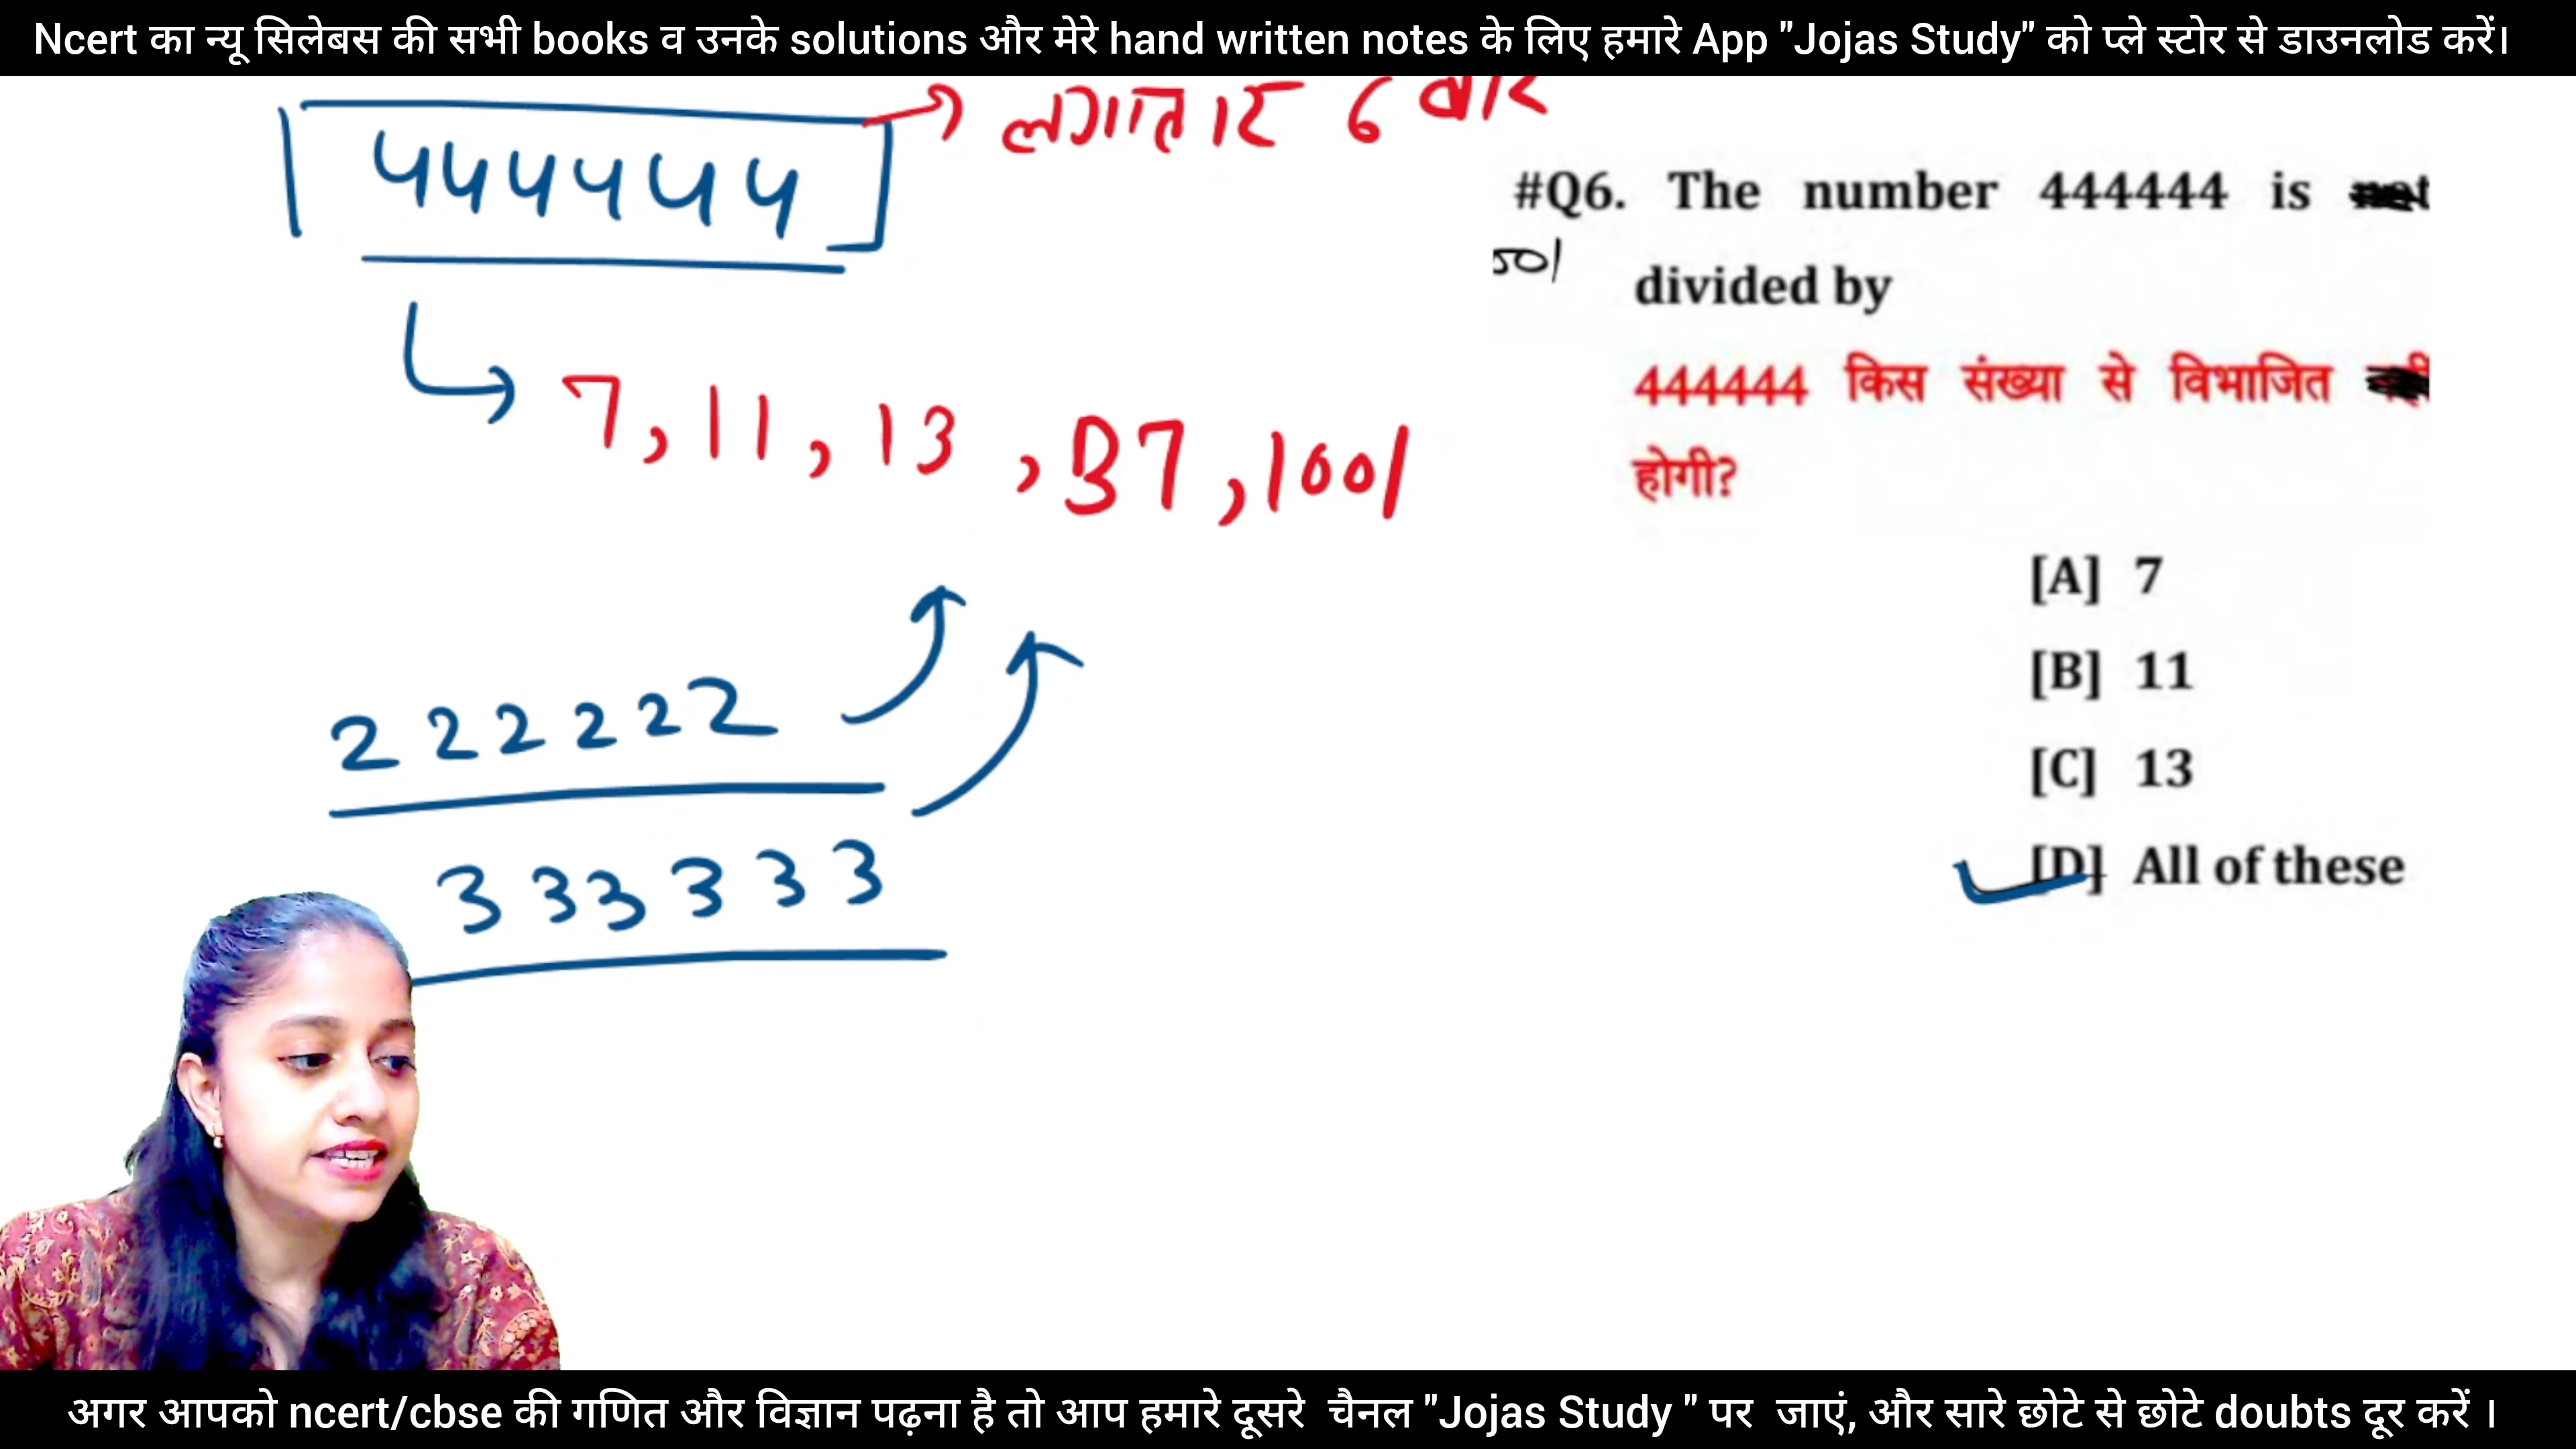 Ncert का न्यू सिलेबस की सभी books व उनके solutions और मेरे hand written notes के लिए हमारे App "Jojas Study" को प्ले स्टोर से डाउनलोड करें।
444444
लगातार 6 बार
7, 11, 13, 37, 1001
222222
333333
#Q6. The number 444444 is
sol
divided by
444444 किस संख्या से विभाजित
होगी?
[A] 7
[B] 11
[C] 13
[D] All of these
अगर आपको ncert/cbse की गणित और विज्ञान पढ़ना है तो आप हमारे दूसरे चैनल "Jojas Study " पर जाएं, और सारे छोटे से छोटे doubts दूर करें ।